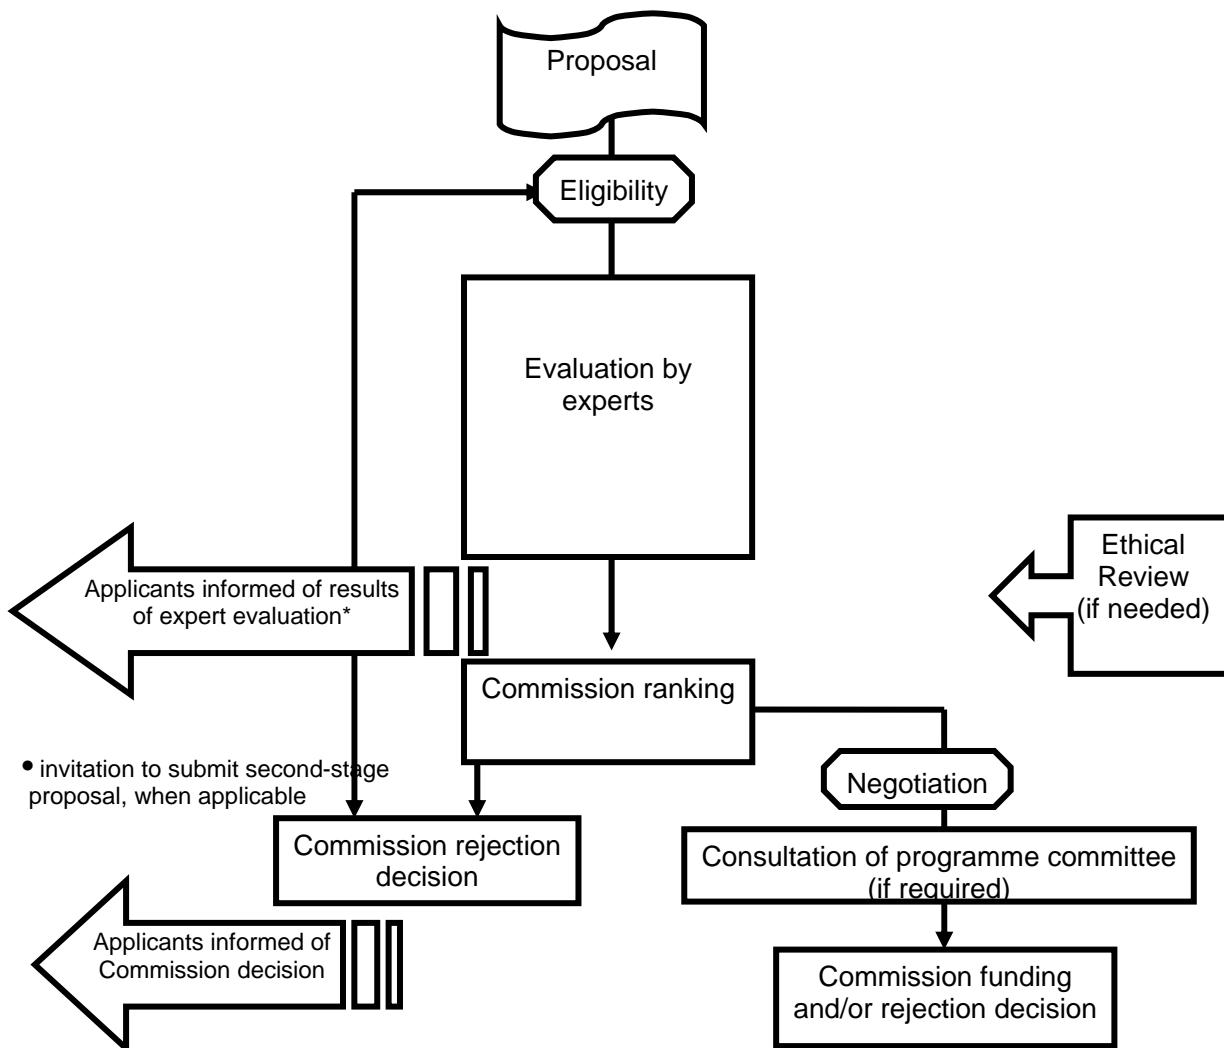 Proposal
Eligibility
Evaluation by
experts
Ethical
Review
(if needed)
Applicants informed of results
of expert evaluation*
Commission ranking
• invitation to submit second-stage
proposal, when applicable
Negotiation
Commission rejection
decision
Consultation of programme committee
(if required)
Applicants informed of
Commission decision
Commission funding
and/or rejection decision